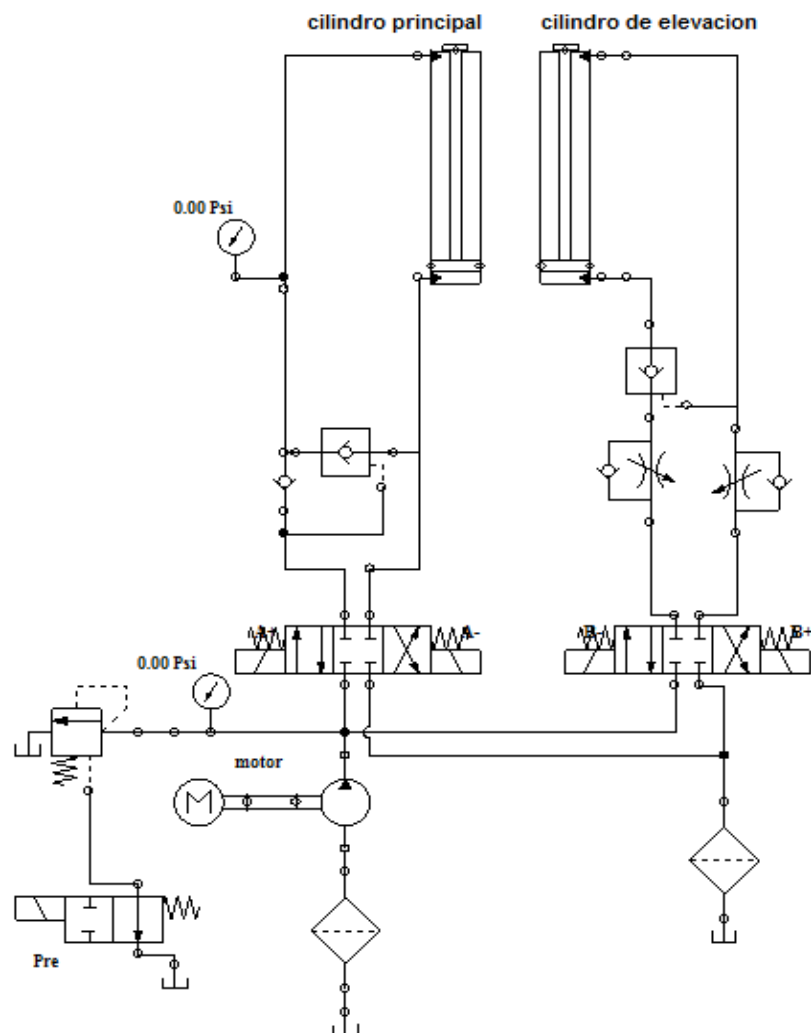 cilindro principal
cilindro de elevacion
0.00 Psi
A+
A-
B-
B+
0.00 Psi
motor
M
Pre